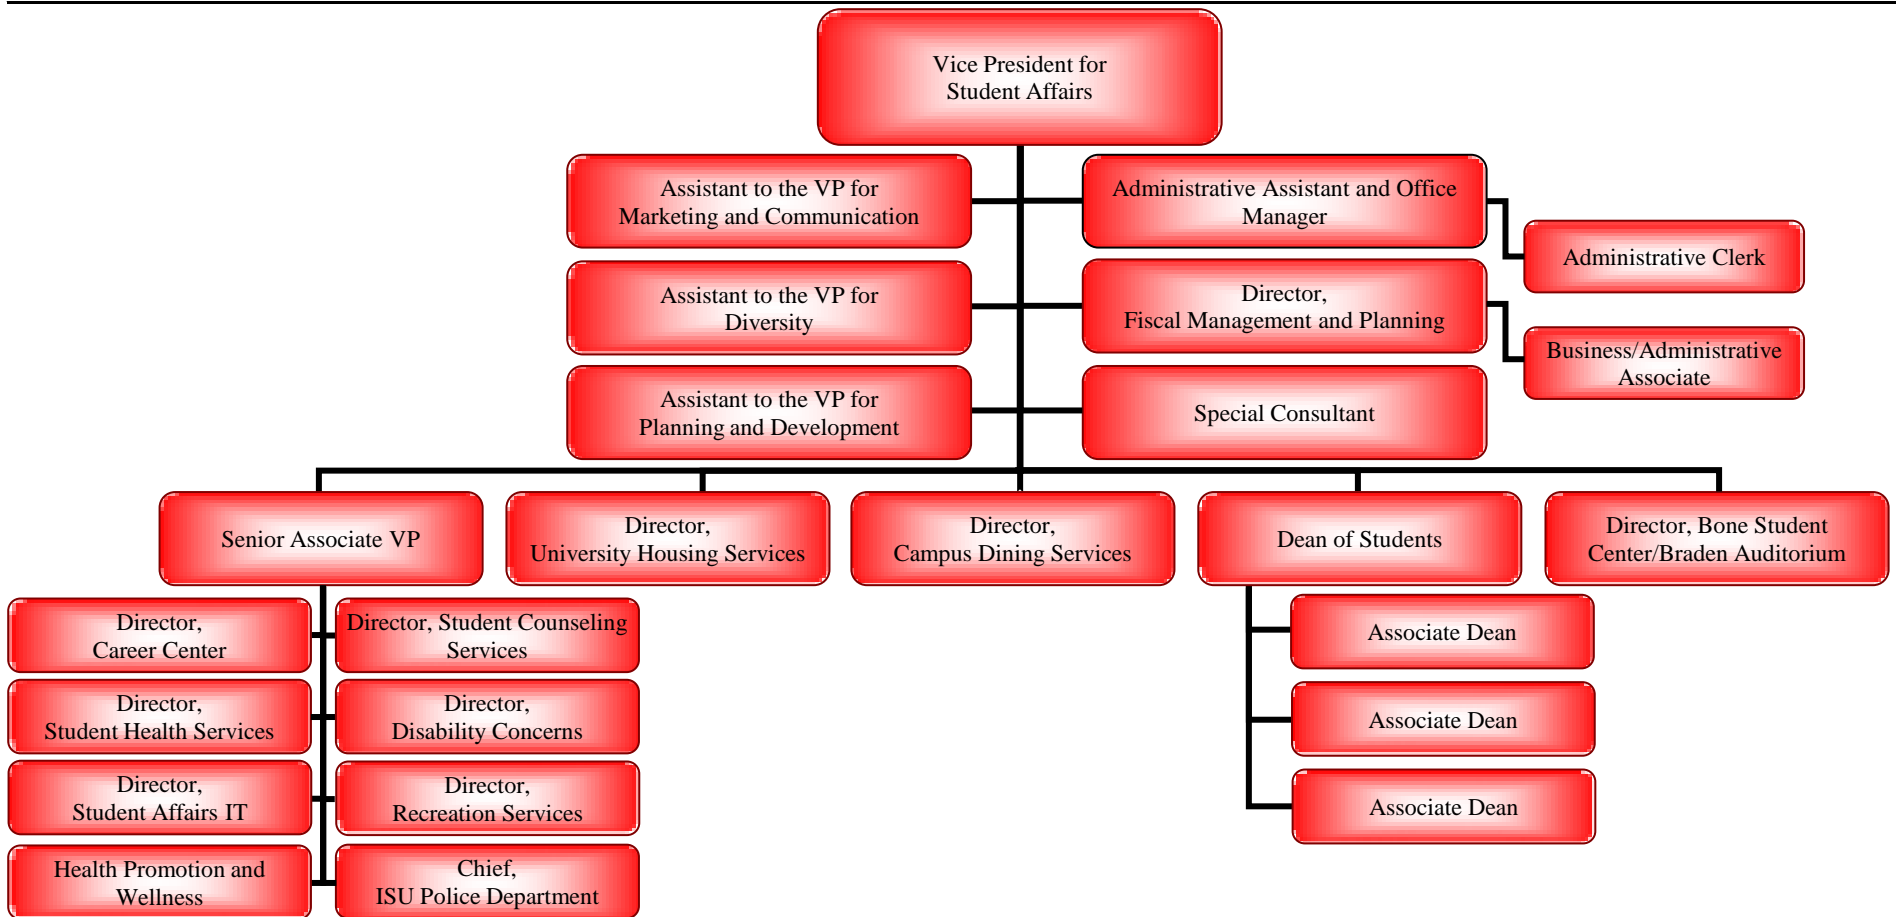 Vice President for
Student Affairs
Assistant to the VP for
Marketing and Communication
Administrative Assistant and Office
Manager
Administrative Clerk
Assistant to the VP for
Diversity
Director,
Fiscal Management and Planning
Business/Administrative
Associate
Assistant to the VP for
Planning and Development
Special Consultant
Senior Associate VP
Director,
University Housing Services
Director,
Campus Dining Services
Dean of Students
Director, Bone Student
Center/Braden Auditorium
Director,
Career Center
Director, Student Counseling
Services
Director,
Student Health Services
Director,
Disability Concerns
Director,
Student Affairs IT
Director,
Recreation Services
Health Promotion and
Wellness
Chief,
ISU Police Department
Associate Dean
Associate Dean
Associate Dean